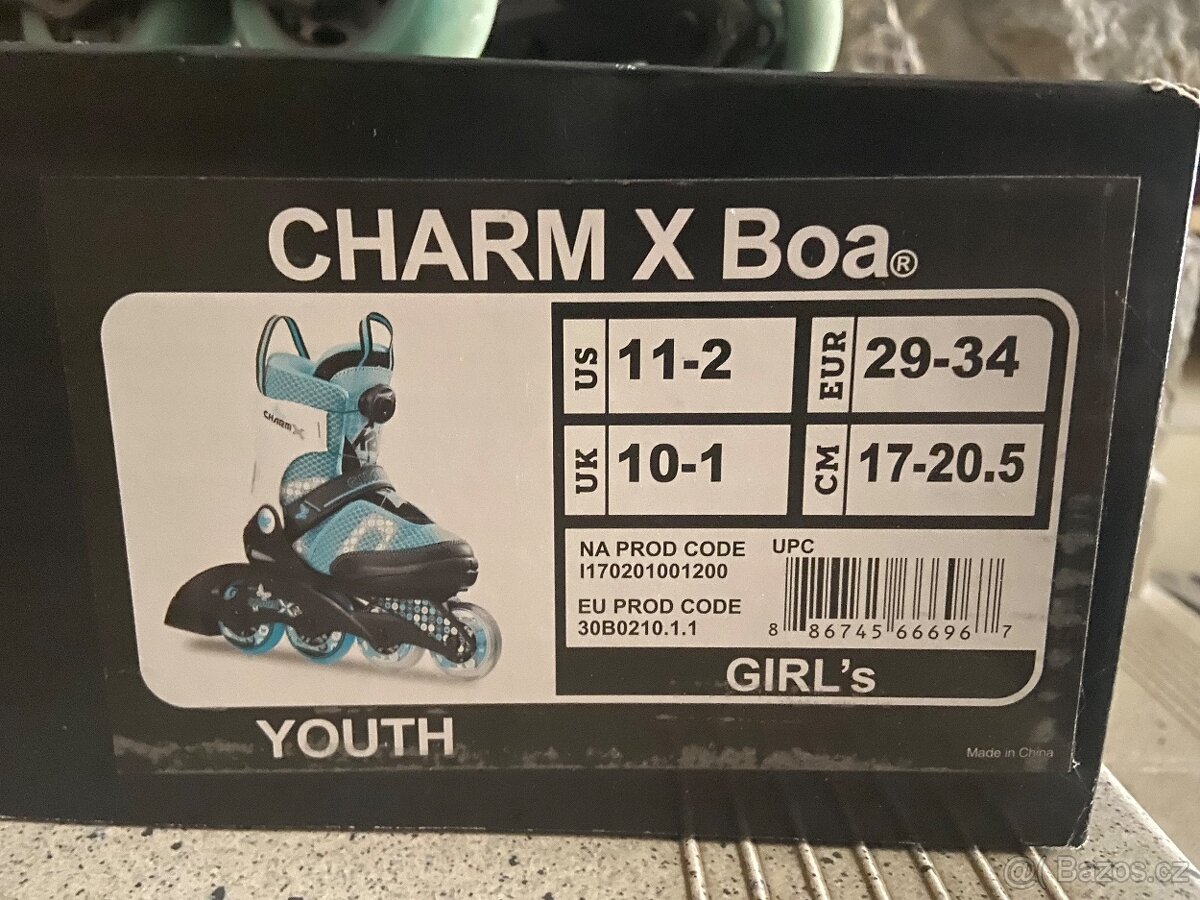 CHARM X Boa®
CHARM X
US 11-2
EUR 29-34
UK 10-1
CM 17-20.5
NA PROD CODE
I170201001200
EU PROD CODE
30B0210.1.1
UPC
8 86745 66696 7
GIRL's
YOUTH
Made in China
Bazos.cz